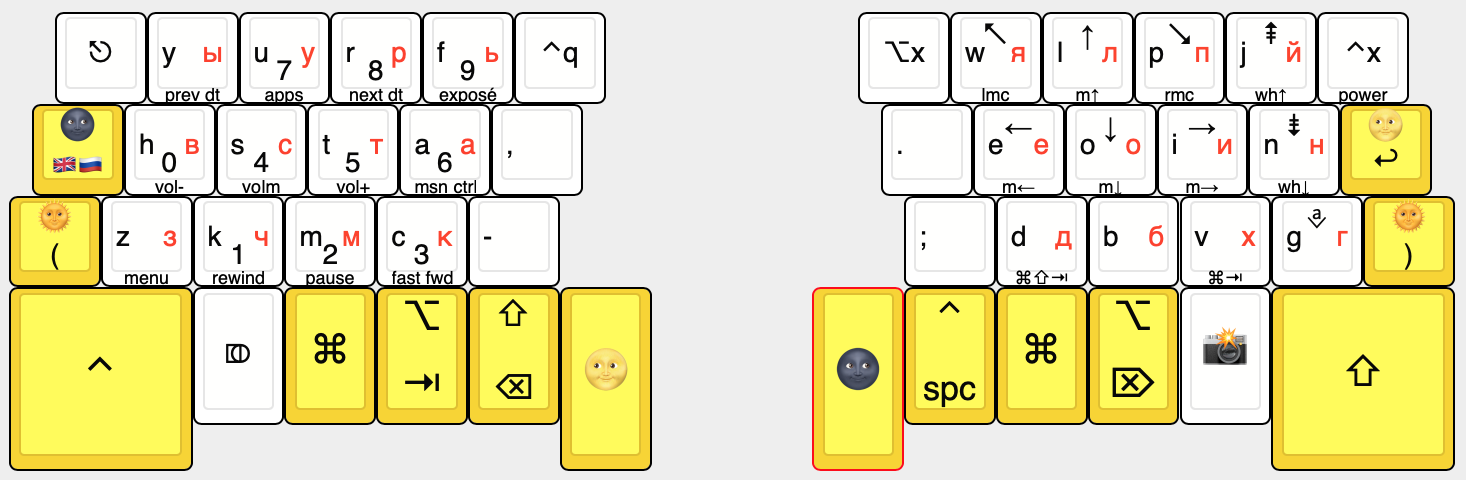 ⎋ y ы u у 7 r р 8 f ь 9 ^q ⌥x w ↖ я l ↑ л p ↘ п j ⇞ й ^x
prev dt apps next dt exposé lmc m↑ rmc wh↑ power
🌚 🇬🇧🇷🇺 h в 0 s с 4 t т 5 a а 6 , . e ← е o ↓ о i → и n ⇟ н 🌝 ↩
vol- volm vol+ msn ctrl m← m↓ m→ wh↓
🌞 ( z з k ч 1 m м 2 c к 3 - ; d д b б v х g г a 🌞 )
menu rewind pause fast fwd ⌘⇧⇥ ⌘⇥
^ ⌘ ⌥ ⇥ ⇧ ⌫ 🌝 🌚 ^ spc ⌘ ⌥ ⌦ 📸 ⇧